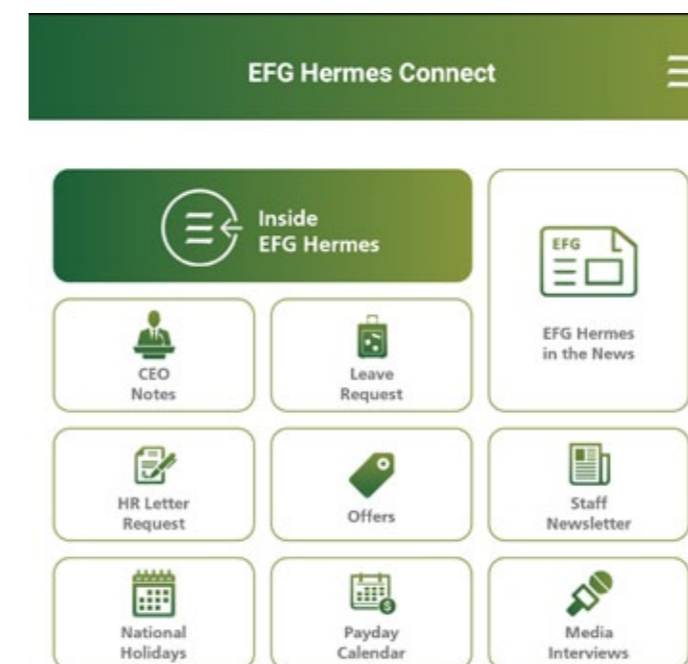 EFG Hermes Connect
Inside
EFG Hermes
EFG
EFG Hermes
in the News
CEO
Notes
Leave
Request
HR Letter
Request
Offers
Staff
Newsletter
National
Holidays
Payday
Calendar
$
Media
Interviews